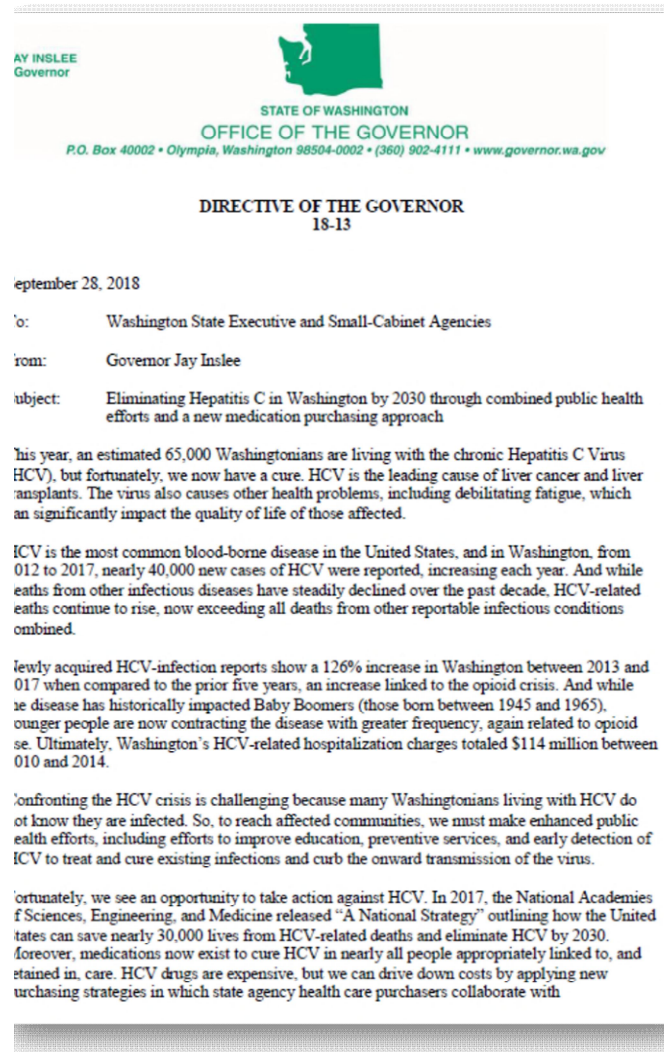 AY INSLEE
Governor
STATE OF WASHINGTON
OFFICE OF THE GOVERNOR
P.O. Box 40002 • Olympia, Washington 98504-0002 • (360) 902-4111 • www.governor.wa.gov
DIRECTIVE OF THE GOVERNOR
18-13
eptember 28, 2018
o: Washington State Executive and Small-Cabinet Agencies
rom: Governor Jay Inslee
ubject: Eliminating Hepatitis C in Washington by 2030 through combined public health
efforts and a new medication purchasing approach
his year, an estimated 65,000 Washingtonians are living with the chronic Hepatitis C Virus
HCV), but fortunately, we now have a cure. HCV is the leading cause of liver cancer and liver
ansplants. The virus also causes other health problems, including debilitating fatigue, which
an significantly impact the quality of life of those affected.
HCV is the most common blood-borne disease in the United States, and in Washington, from
012 to 2017, nearly 40,000 new cases of HCV were reported, increasing each year. And while
eaths from other infectious diseases have steadily declined over the past decade, HCV-related
eaths continue to rise, now exceeding all deaths from other reportable infectious conditions
ombined.
Newly acquired HCV-infection reports show a 126% increase in Washington between 2013 and
017 when compared to the prior five years, an increase linked to the opioid crisis. And while
he disease has historically impacted Baby Boomers (those born between 1945 and 1965),
ounger people are now contracting the disease with greater frequency, again related to opioid
se. Ultimately, Washington's HCV-related hospitalization charges totaled $114 million between
010 and 2014.
Confronting the HCV crisis is challenging because many Washingtonians living with HCV do
ot know they are infected. So, to reach affected communities, we must make enhanced public
ealth efforts, including efforts to improve education, preventive services, and early detection of
HCV to treat and cure existing infections and curb the onward transmission of the virus.
ortunately, we see an opportunity to take action against HCV. In 2017, the National Academies
f Sciences, Engineering, and Medicine released “A National Strategy” outlining how the United
tates can save nearly 30,000 lives from HCV-related deaths and eliminate HCV by 2030.
Moreover, medications now exist to cure HCV in nearly all people appropriately linked to, and
etained in, care. HCV drugs are expensive, but we can drive down costs by applying new
urchasing strategies in which state agency health care purchasers collaborate with